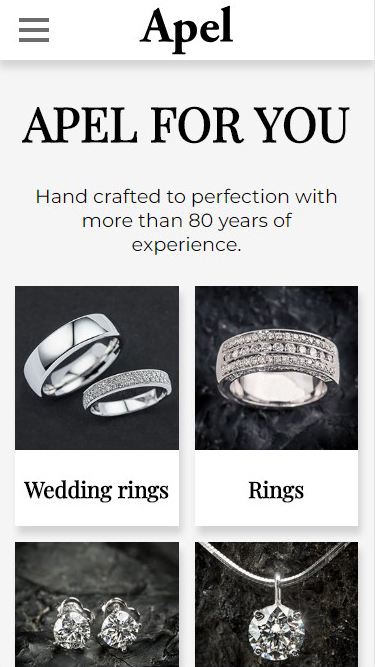 Apel
APEL FOR YOU
Hand crafted to perfection with
more than 80 years of
experience.
Wedding rings
Rings